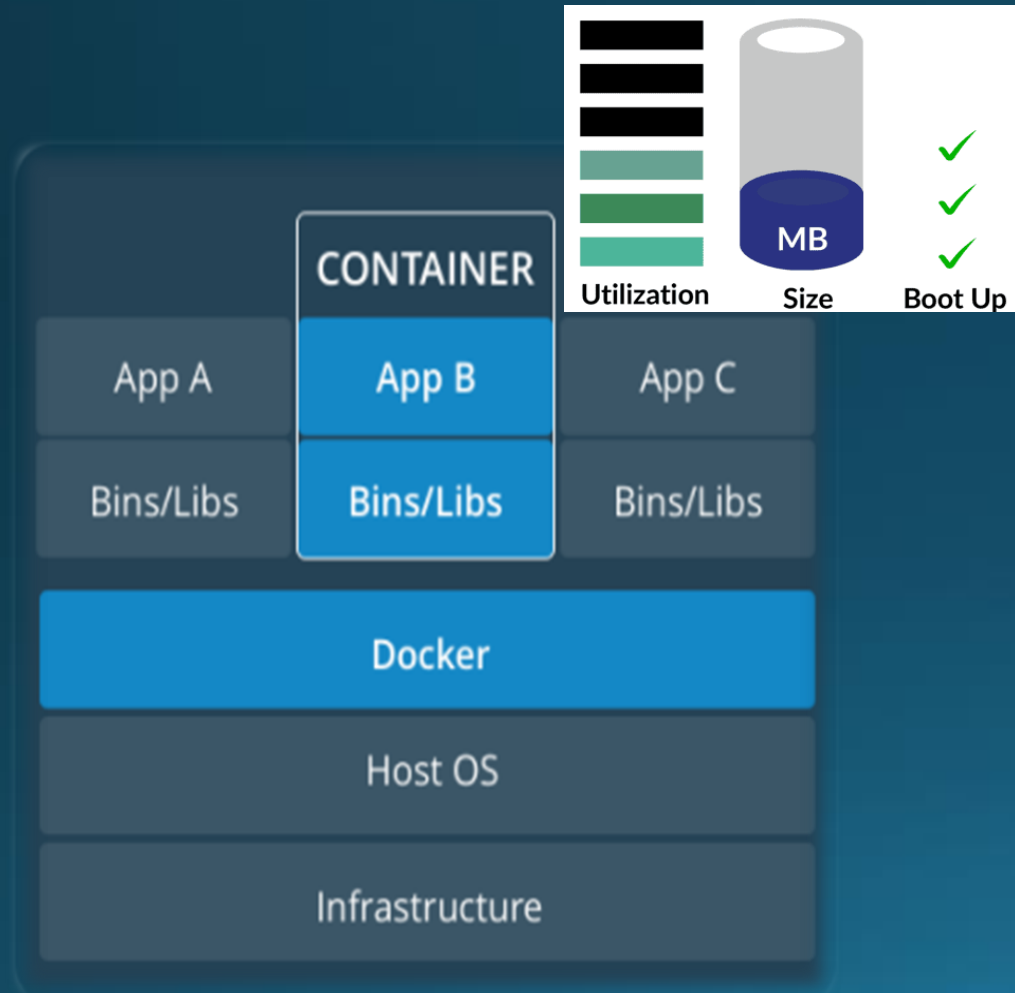 MB
Utilization Size Boot Up
CONTAINER
App A App B App C
Bins/Libs Bins/Libs Bins/Libs
Docker
Host OS
Infrastructure